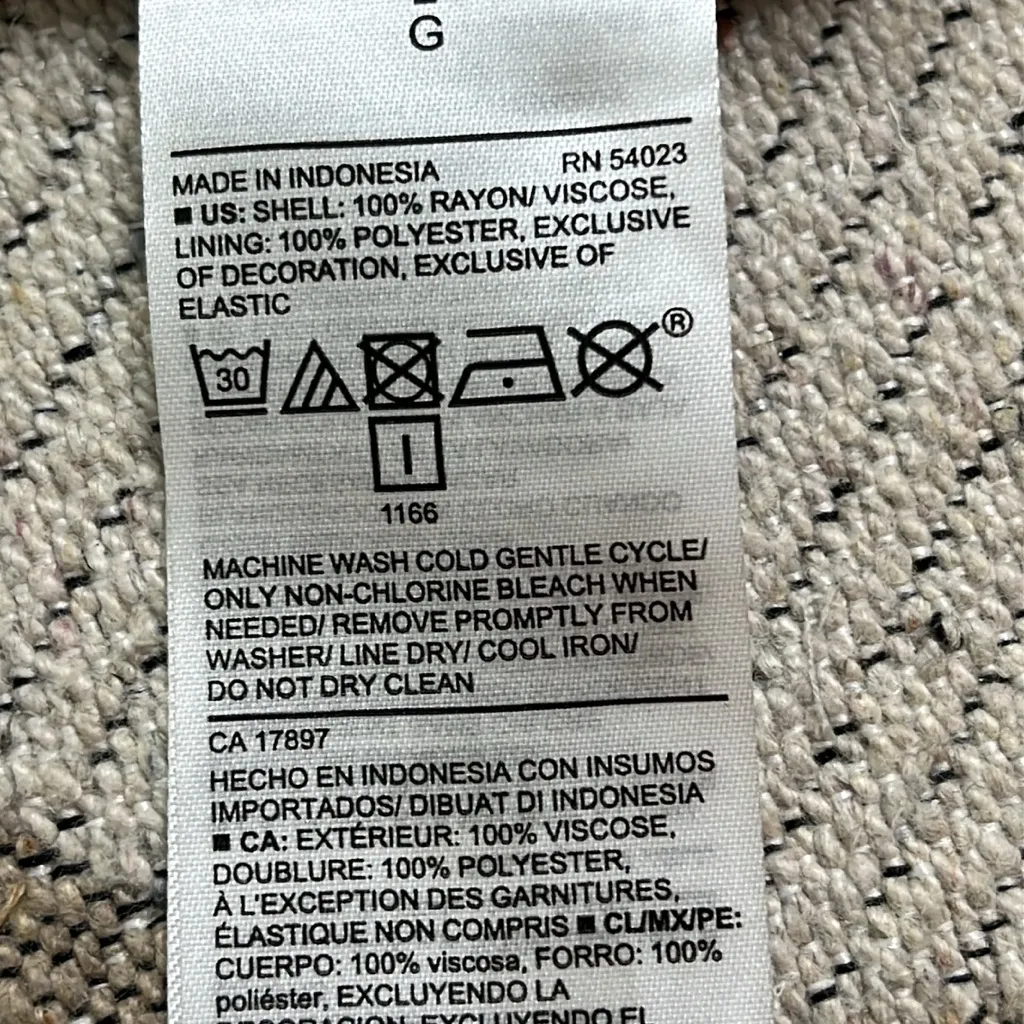 G
MADE IN INDONESIA RN 54023
■ US: SHELL: 100% RAYON/ VISCOSE,
LINING: 100% POLYESTER, EXCLUSIVE
OF DECORATION, EXCLUSIVE OF
ELASTIC
30
®
1166
MACHINE WASH COLD GENTLE CYCLE/
ONLY NON-CHLORINE BLEACH WHEN
NEEDED/ REMOVE PROMPTLY FROM
WASHER/ LINE DRY/ COOL IRON/
DO NOT DRY CLEAN
CA 17897
HECHO EN INDONESIA CON INSUMOS
IMPORTADOS/ DIBUAT DI INDONESIA
■ CA: EXTÉRIEUR: 100% VISCOSE,
DOUBLURE: 100% POLYESTER,
À L'EXCEPTION DES GARNITURES,
ÉLASTIQUE NON COMPRIS ■ CL/MX/PE:
CUERPO: 100% viscosa, FORRO: 100%
poliéster, EXCLUYENDO LA
DECORACION, EXCLUYENDO EL